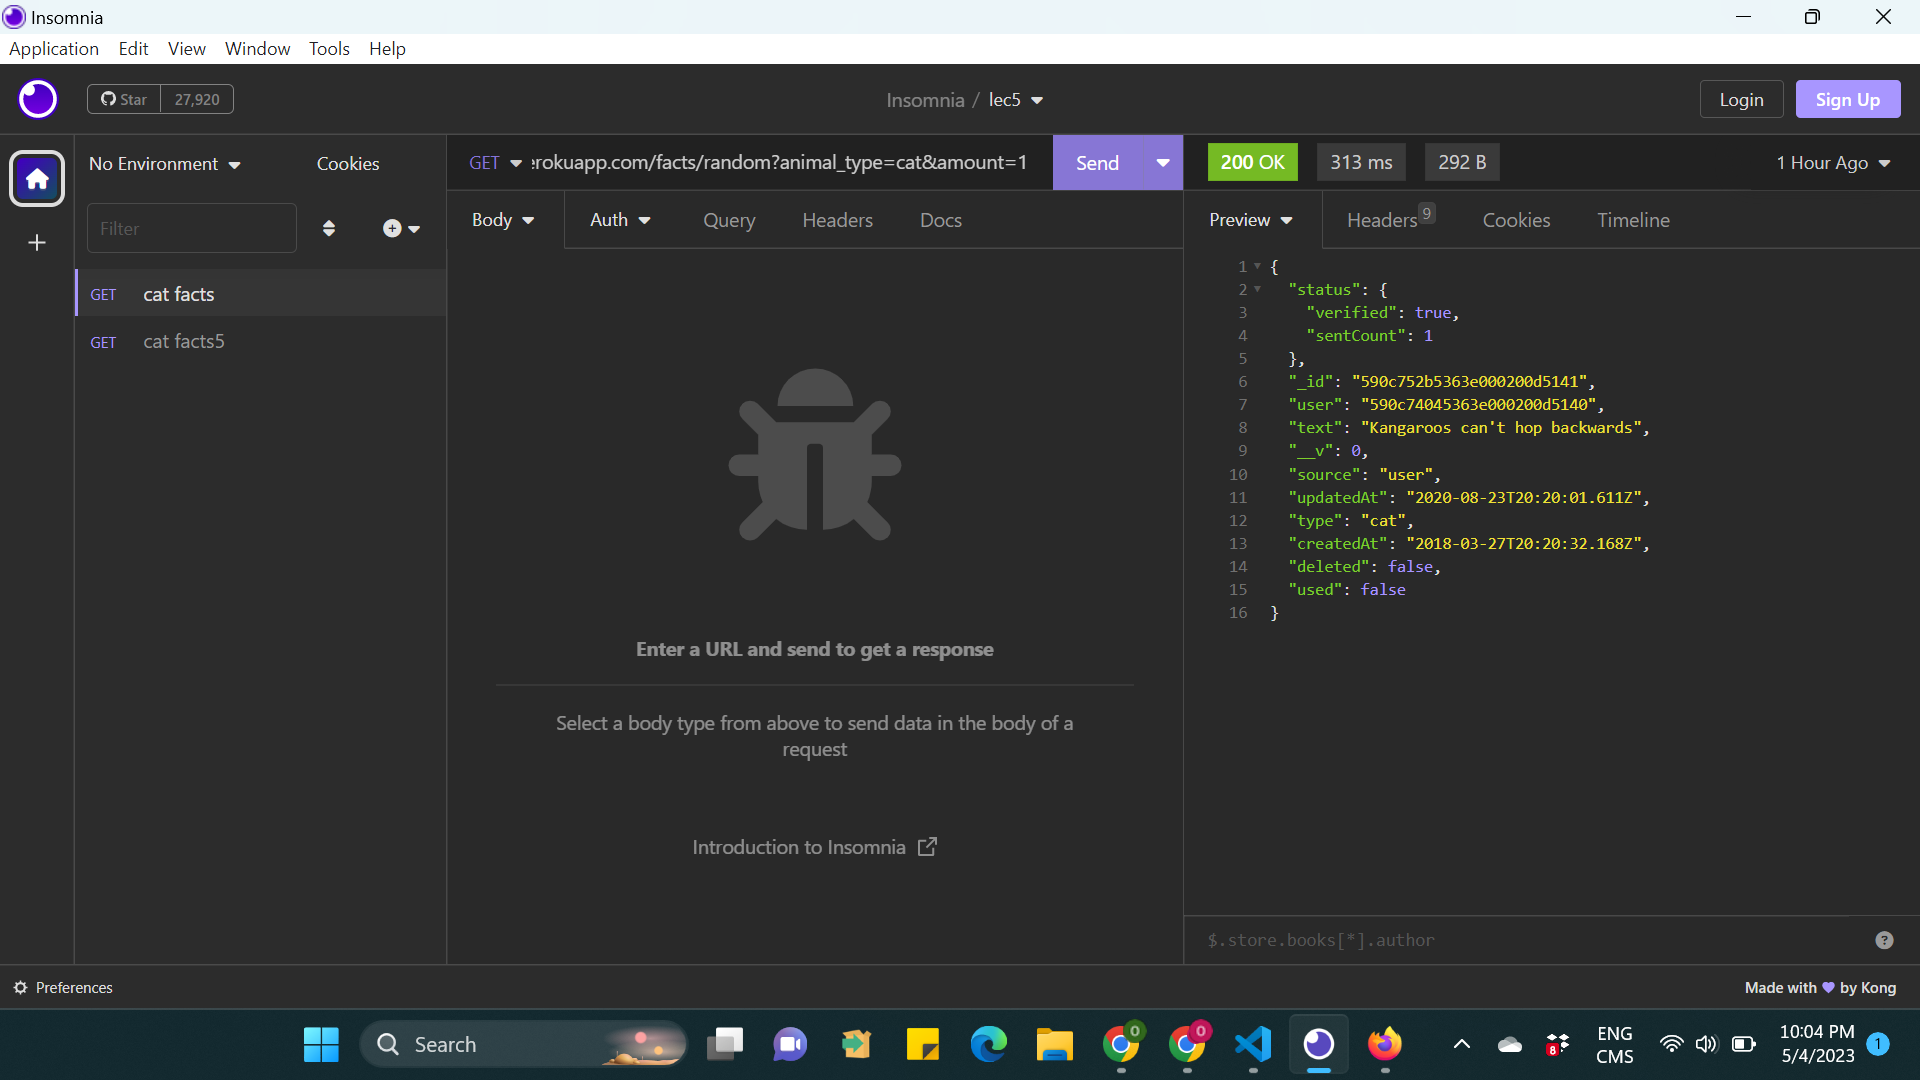 Insomnia
Application Edit View Window Tools Help
Star 27,920
Insomnia / lec5
Login Sign Up
No Environment Cookies
GET erokuapp.com/facts/random?animal_type=cat&amount=1 Send
200 OK 313 ms 292 B 1 Hour Ago
Filter
Body Auth Query Headers Docs
Preview Headers 9 Cookies Timeline
GET cat facts
GET cat facts5
1 {
2 "status": {
3 "verified": true,
4 "sentCount": 1
5 },
6 "_id": "590c752b5363e000200d5141",
7 "user": "590c74045363e000200d5140",
8 "text": "Kangaroos can't hop backwards",
9 "__v": 0,
10 "source": "user",
11 "updatedAt": "2020-08-23T20:20:01.611Z",
12 "type": "cat",
13 "createdAt": "2018-03-27T20:20:32.168Z",
14 "deleted": false,
15 "used": false
16 }
Enter a URL and send to get a response
Select a body type from above to send data in the body of a
request
Introduction to Insomnia
$.store.books[*].author
Preferences
Made with by Kong
Search
0
0
8
ENG
CMS
10:04 PM
5/4/2023
1